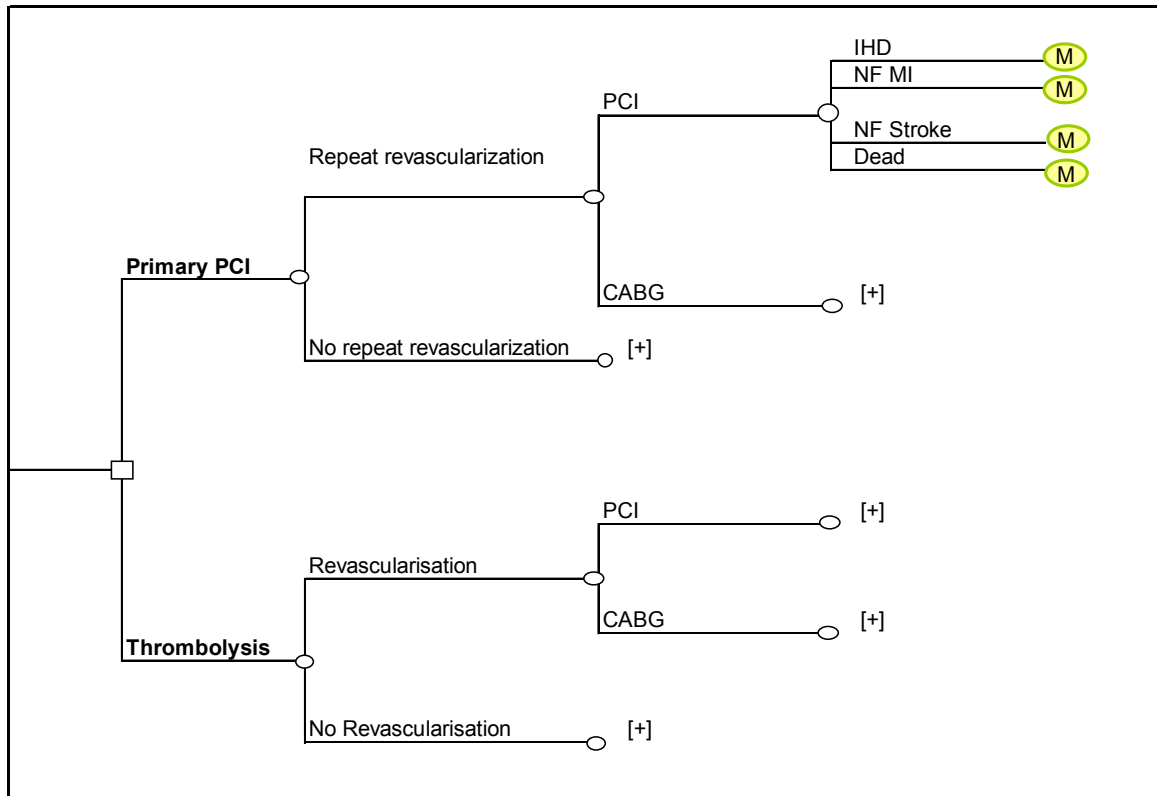 IHD
M
NF MI
M
PCI
NF Stroke
M
Repeat revascularization
Dead
M
Primary PCI
CABG
[+]
No repeat revascularization
[+]
PCI
[+]
Revascularisation
CABG
[+]
Thrombolysis
No Revascularisation
[+]